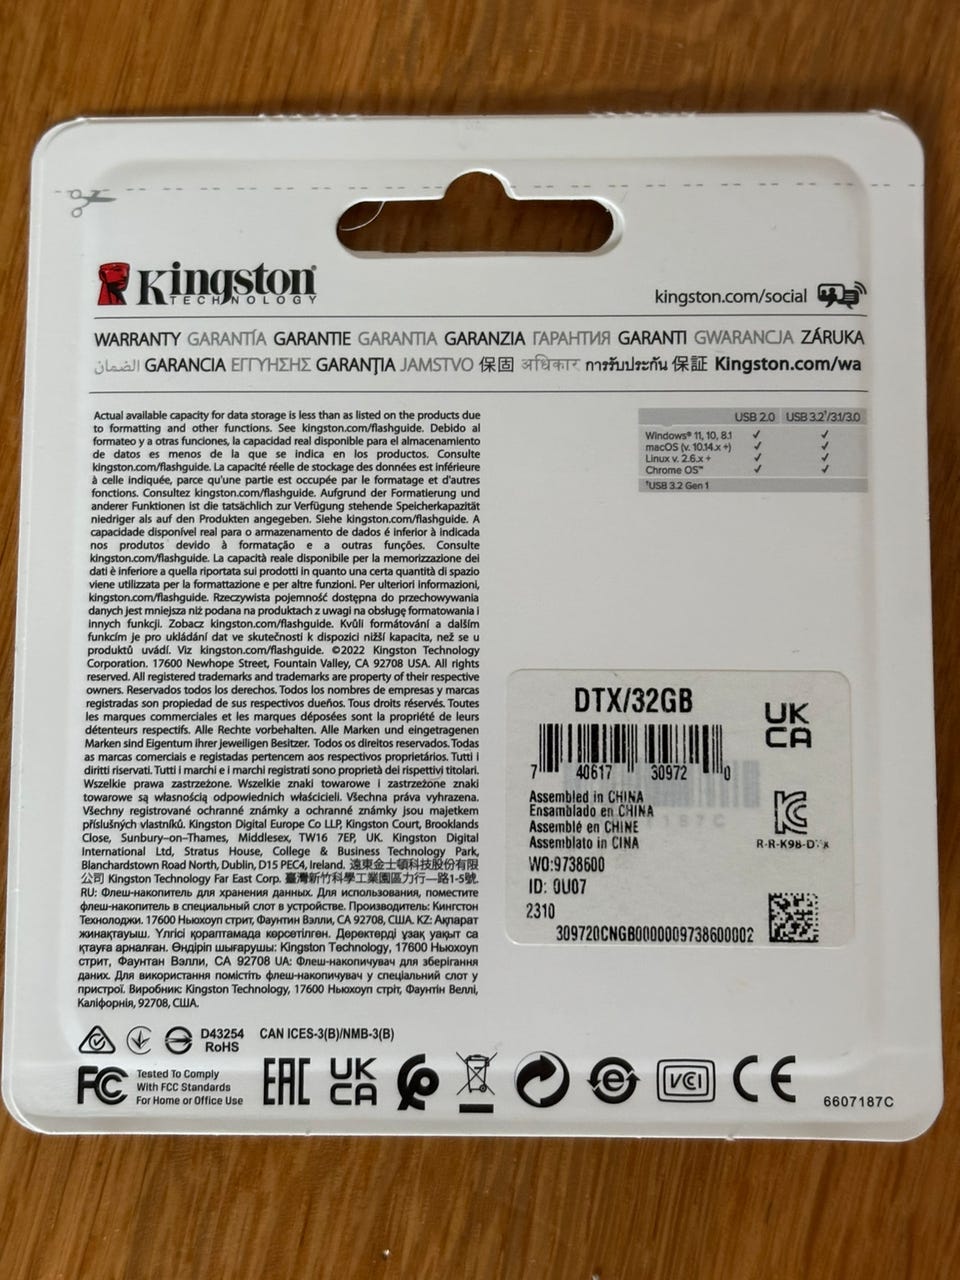 Kingston
TECHNOLOGY
kingston.com/social
WARRANTY GARANTÍA GARANTIE GARANTIA GARANZIA ГАРАНТИЯ GARANTI GWARANCJA ZÁRUKA
الضمان GARANCIA ΕΓΓΥΗΣΗΣ GARANŢIA JAMSTVO 保固 अधिकार การรับประกัน 保証 Kingston.com/wa
Actual available capacity for data storage is less than as listed on the products due
to formatting and other functions. See kingston.com/flashguide. Debido al
formateo y a otras funciones, la capacidad real disponible para el almacenamiento
de datos es menos de la que se indica en los productos. Consulte
kingston.com/flashguide. La capacité réelle de stockage des données est inférieure
à celle indiquée, parce qu'une partie est occupée par le formatage et d'autres
fonctions. Consultez kingston.com/flashguide. Aufgrund der Formatierung und
anderer Funktionen ist die tatsächlich zur Verfügung stehende Speicherkapazität
niedriger als auf den Produkten angegeben. Siehe kingston.com/flashguide. A
capacidade disponível real para o armazenamento de dados é inferior à indicada
nos produtos devido à formatação e a outras funções. Consulte
kingston.com/flashguide. La capacità reale disponibile per la memorizzazione dei
dati è inferiore a quella riportata sui prodotti in quanto una certa quantità di spazio
viene utilizzata per la formattazione e per altre funzioni. Per ulteriori informazioni,
kingston.com/flashguide. Rzeczywista pojemność dostępna do przechowywania
danych jest mniejsza niż podana na produktach z uwagi na obsługę formatowania i
innych funkcji. Zobacz kingston.com/flashguide. Kvůli formátování a dalším
funkcím je pro ukládání dat ve skutečnosti k dispozici nižší kapacita, než se u
produktů uvádí. Viz kingston.com/flashguide. ©2022 Kingston Technology
Corporation. 17600 Newhope Street, Fountain Valley, CA 92708 USA. All rights
reserved. All registered trademarks and trademarks are property of their respective
owners. Reservados todos los derechos. Todos los nombres de empresas y marcas
registradas son propiedad de sus respectivos dueños. Tous droits réservés. Toutes
les marques commerciales et les marques déposées sont la propriété de leurs
détenteurs respectifs. Alle Rechte vorbehalten. Alle Marken und eingetragenen
Marken sind Eigentum ihrer jeweiligen Besitzer. Todos os direitos reservados. Todas
as marcas comerciais e registadas pertencem aos respectivos proprietários. Tutti i
diritti riservati. Tutti i marchi e i marchi registrati sono proprietà dei rispettivi titolari.
Wszelkie prawa zastrzeżone. Wszelkie znaki towarowe i zastrzeżone znaki
towarowe są własnością odpowiednich właścicieli. Všechna práva vyhrazena.
Všechny registrované ochranné známky a ochranné známky jsou majetkem
příslušných vlastníků. Kingston Digital Europe Co LLP, Kingston Court, Brooklands
Close, Sunbury-on-Thames, Middlesex, TW16 7EP, UK. Kingston Digital
International Ltd, Stratus House, College & Business Technology Park,
Blanchardstown Road North, Dublin, D15 PEC4, Ireland. 遠東金士頓科技股份有限
公司 Kingston Technology Far East Corp. 臺灣新竹科學工業園區力行一路1-5號.
RU: Флеш-накопитель для хранения данных. Для использования, поместите
флеш-накопитель в специальный слот в устройстве. Производитель: Кингстон
Технолоджи. 17600 Ньюхоуп стрит, Фаунтин Вэлли, CA 92708, США. KZ: Ақпарат
жинақтауыш. Үлгісі қораптамада көрсетілген. Деректерді ұзақ уақыт са
қтауға арналған. Өндіріп шығарушы: Kingston Technology, 17600 Ньюхоуп
стрит, Фаунтан Вэлли, CA 92708 UA: Флеш-накопичувач для зберігання
даних. Для використання помістіть флеш-накопичувач у спеціальний слот у
пристрої. Виробник: Kingston Technology, 17600 Ньюхоуп стріт, Фаунтін Веллі,
Каліфорнія, 92708, США.
USB 2.0 USB 3.2†/3.1/3.0
Windows® 11, 10, 8.1 ✓ ✓
macOS (v. 10.14.x +) ✓ ✓
Linux v. 2.6.x + ✓ ✓
Chrome OS™ ✓ ✓
†USB 3.2 Gen 1
DTX/32GB
UK
CA
7 40617 30972 0
Assembled in CHINA
Ensamblado en CHINA
Assemblé en CHINE
Assemblato in CINA
R-R-K98-
WO:9738600
ID: 0U07
2310
309720CNGB0000009738600002
D43254
RoHS
CAN ICES-3(B)/NMB-3(B)
FC
Tested To Comply
With FCC Standards
For Home or Office Use
EAC
UK
CA
e
VCI
CE
6607187C